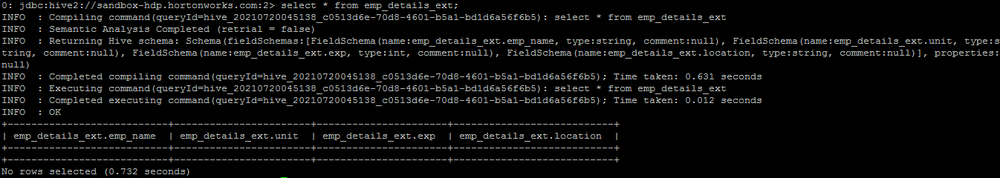 0: jdbc:hive2://sandbox-hdp.hortonworks.com:2> select * from emp_details_ext;
INFO  : Compiling command(queryId=hive_20210720045138_c0513d6e-70d8-4601-b5a1-bd1d6a56f6b5): select * from emp_details_ext
INFO  : Semantic Analysis Completed (retrial = false)
INFO  : Returning Hive schema: Schema(fieldSchemas:[FieldSchema(name:emp_details_ext.emp_name, type:string, comment:null), FieldSchema(name:emp_details_ext.unit, type:s
tring, comment:null), FieldSchema(name:emp_details_ext.exp, type:int, comment:null), FieldSchema(name:emp_details_ext.location, type:string, comment:null)], properties:
null)
INFO  : Completed compiling command(queryId=hive_20210720045138_c0513d6e-70d8-4601-b5a1-bd1d6a56f6b5); Time taken: 0.631 seconds
INFO  : Executing command(queryId=hive_20210720045138_c0513d6e-70d8-4601-b5a1-bd1d6a56f6b5): select * from emp_details_ext
INFO  : Completed executing command(queryId=hive_20210720045138_c0513d6e-70d8-4601-b5a1-bd1d6a56f6b5); Time taken: 0.012 seconds
INFO  : OK
+---------------------------+-----------------------+----------------------+---------------------------+
| emp_details_ext.emp_name  | emp_details_ext.unit  | emp_details_ext.exp  | emp_details_ext.location  |
+---------------------------+-----------------------+----------------------+---------------------------+
+---------------------------+-----------------------+----------------------+---------------------------+
No rows selected (0.732 seconds)